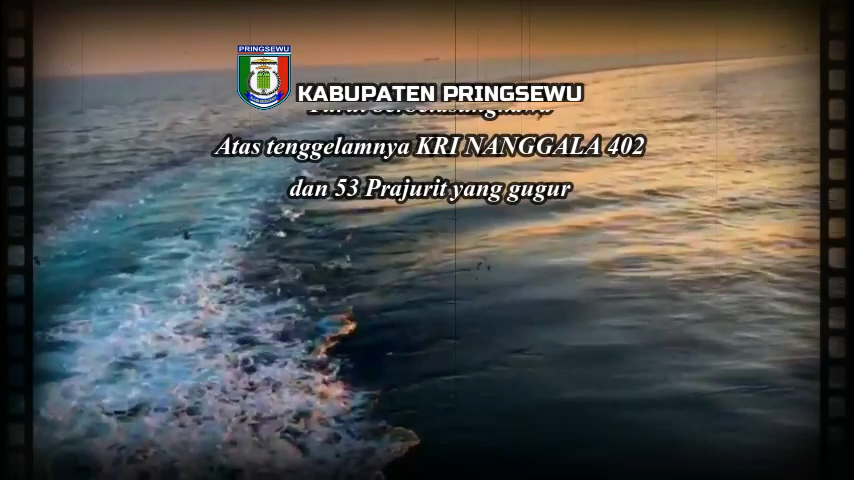 PRINGSEWU
KABUPATEN PRINGSEWU
Atas tenggelamnya KRI NANGGALA 402
dan 53 Prajurit yang gugur